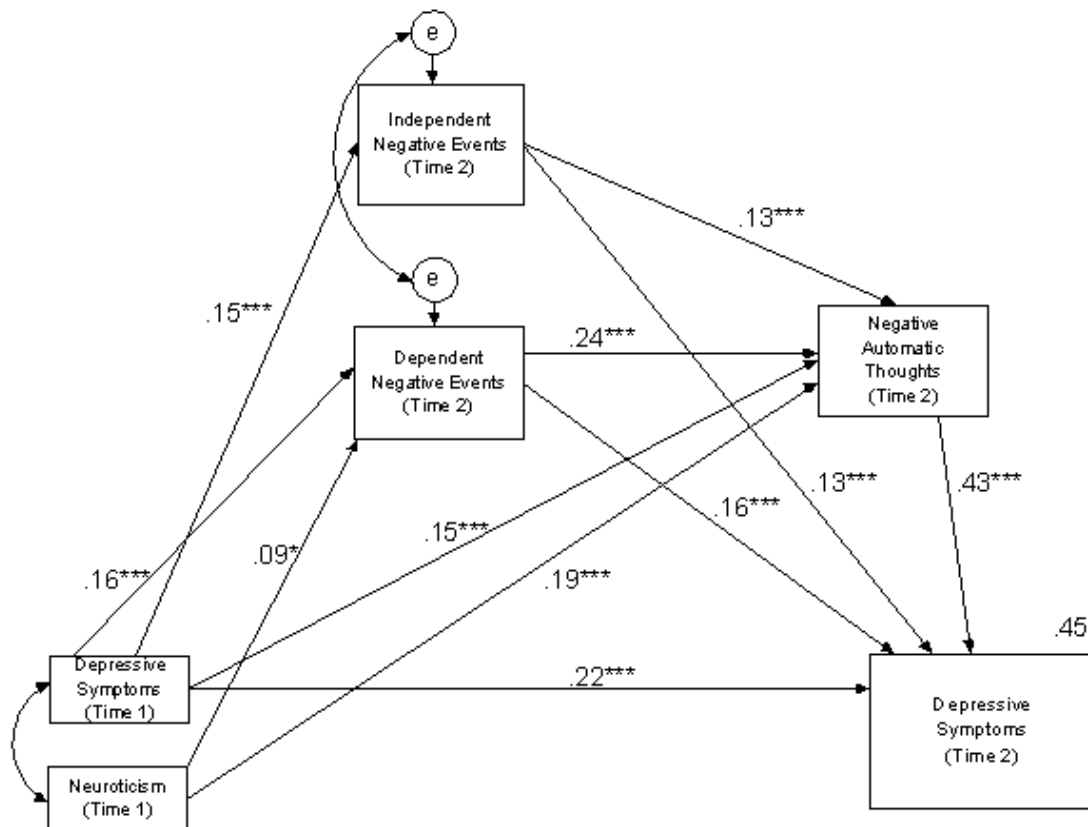 e
Independent
Negative Events
(Time 2)
.13***
e
.15***
Negative
Automatic
Thoughts
(Time 2)
.24***
Dependent
Negative Events
(Time 2)
.13***
.43***
.16***
.15***
.09*
.16***
.19***
.45
Depressive
Symptoms
(Time 1)
.22***
Depressive
Symptoms
(Time 2)
Neuroticism
(Time 1)